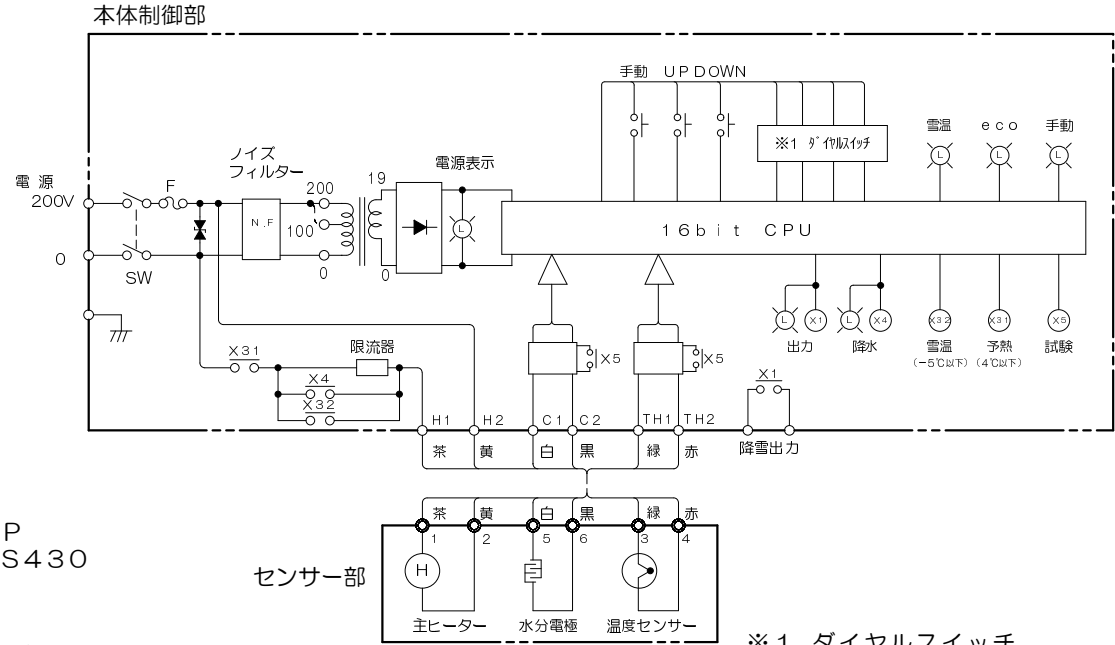 本体制御部
手動 UP DOWN
※1 ダイヤルスイッチ
雪温 eco 手動
L L L
電源
200V
0
SW
F
ノイズ
フィルター
N.F
200
100
0
19
0
電源表示
L
16bit CPU
L X1 L X4 X32 X31 X5
出力 降水 雪温 予熱 試験
(-5℃以下) (4℃以下)
X5 X5
X31 限流器
X4
X32
X1
H1 H2 C1 C2 TH1 TH2
降雪出力
茶 黄 白 黒 緑 赤
茶 黄 白 黒 緑 赤
1 2 5 6 3 4
P
S430
センサー部
H
主ヒーター 水分電極 温度センサー
※1 ダイヤルスイッチ